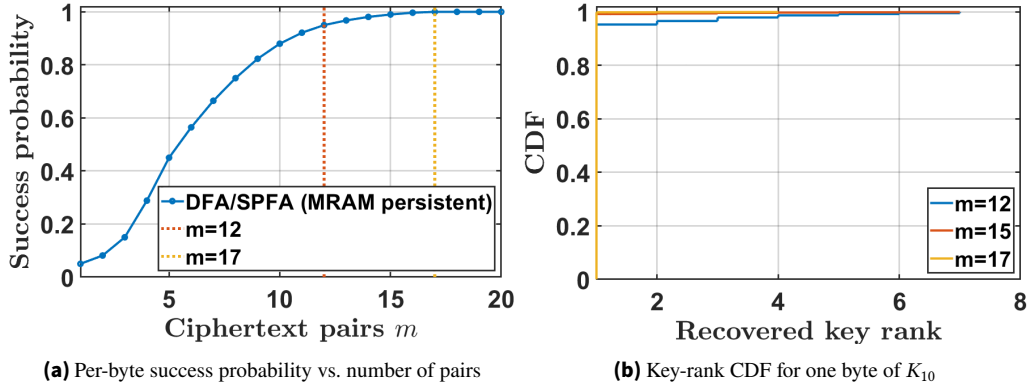 Success probability
1
0.8
0.6
0.4
0.2
0
5
10
15
20
DFA/SPFA (MRAM persistent)
m=12
m=17
Ciphertext pairs m
(a) Per-byte success probability vs. number of pairs
CDF
1
0.8
0.6
0.4
0.2
0
2
4
6
8
m=12
m=15
m=17
Recovered key rank
(b) Key-rank CDF for one byte of K10